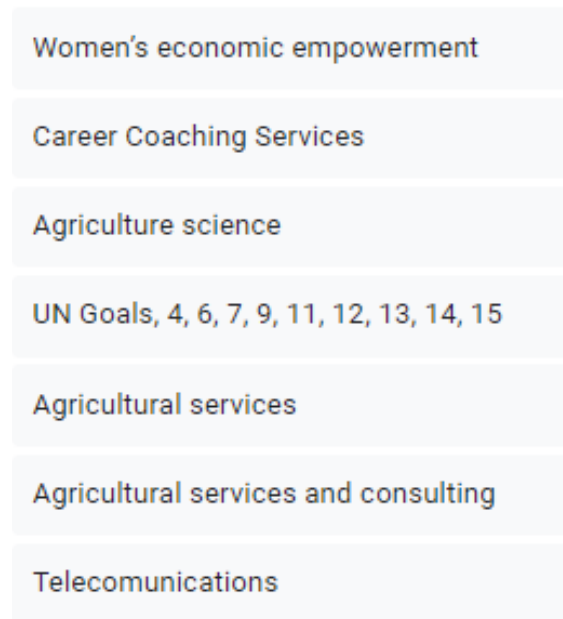 Women’s economic empowerment
Career Coaching Services
Agriculture science
UN Goals, 4, 6, 7, 9, 11, 12, 13, 14, 15
Agricultural services
Agricultural services and consulting
Telecomunications